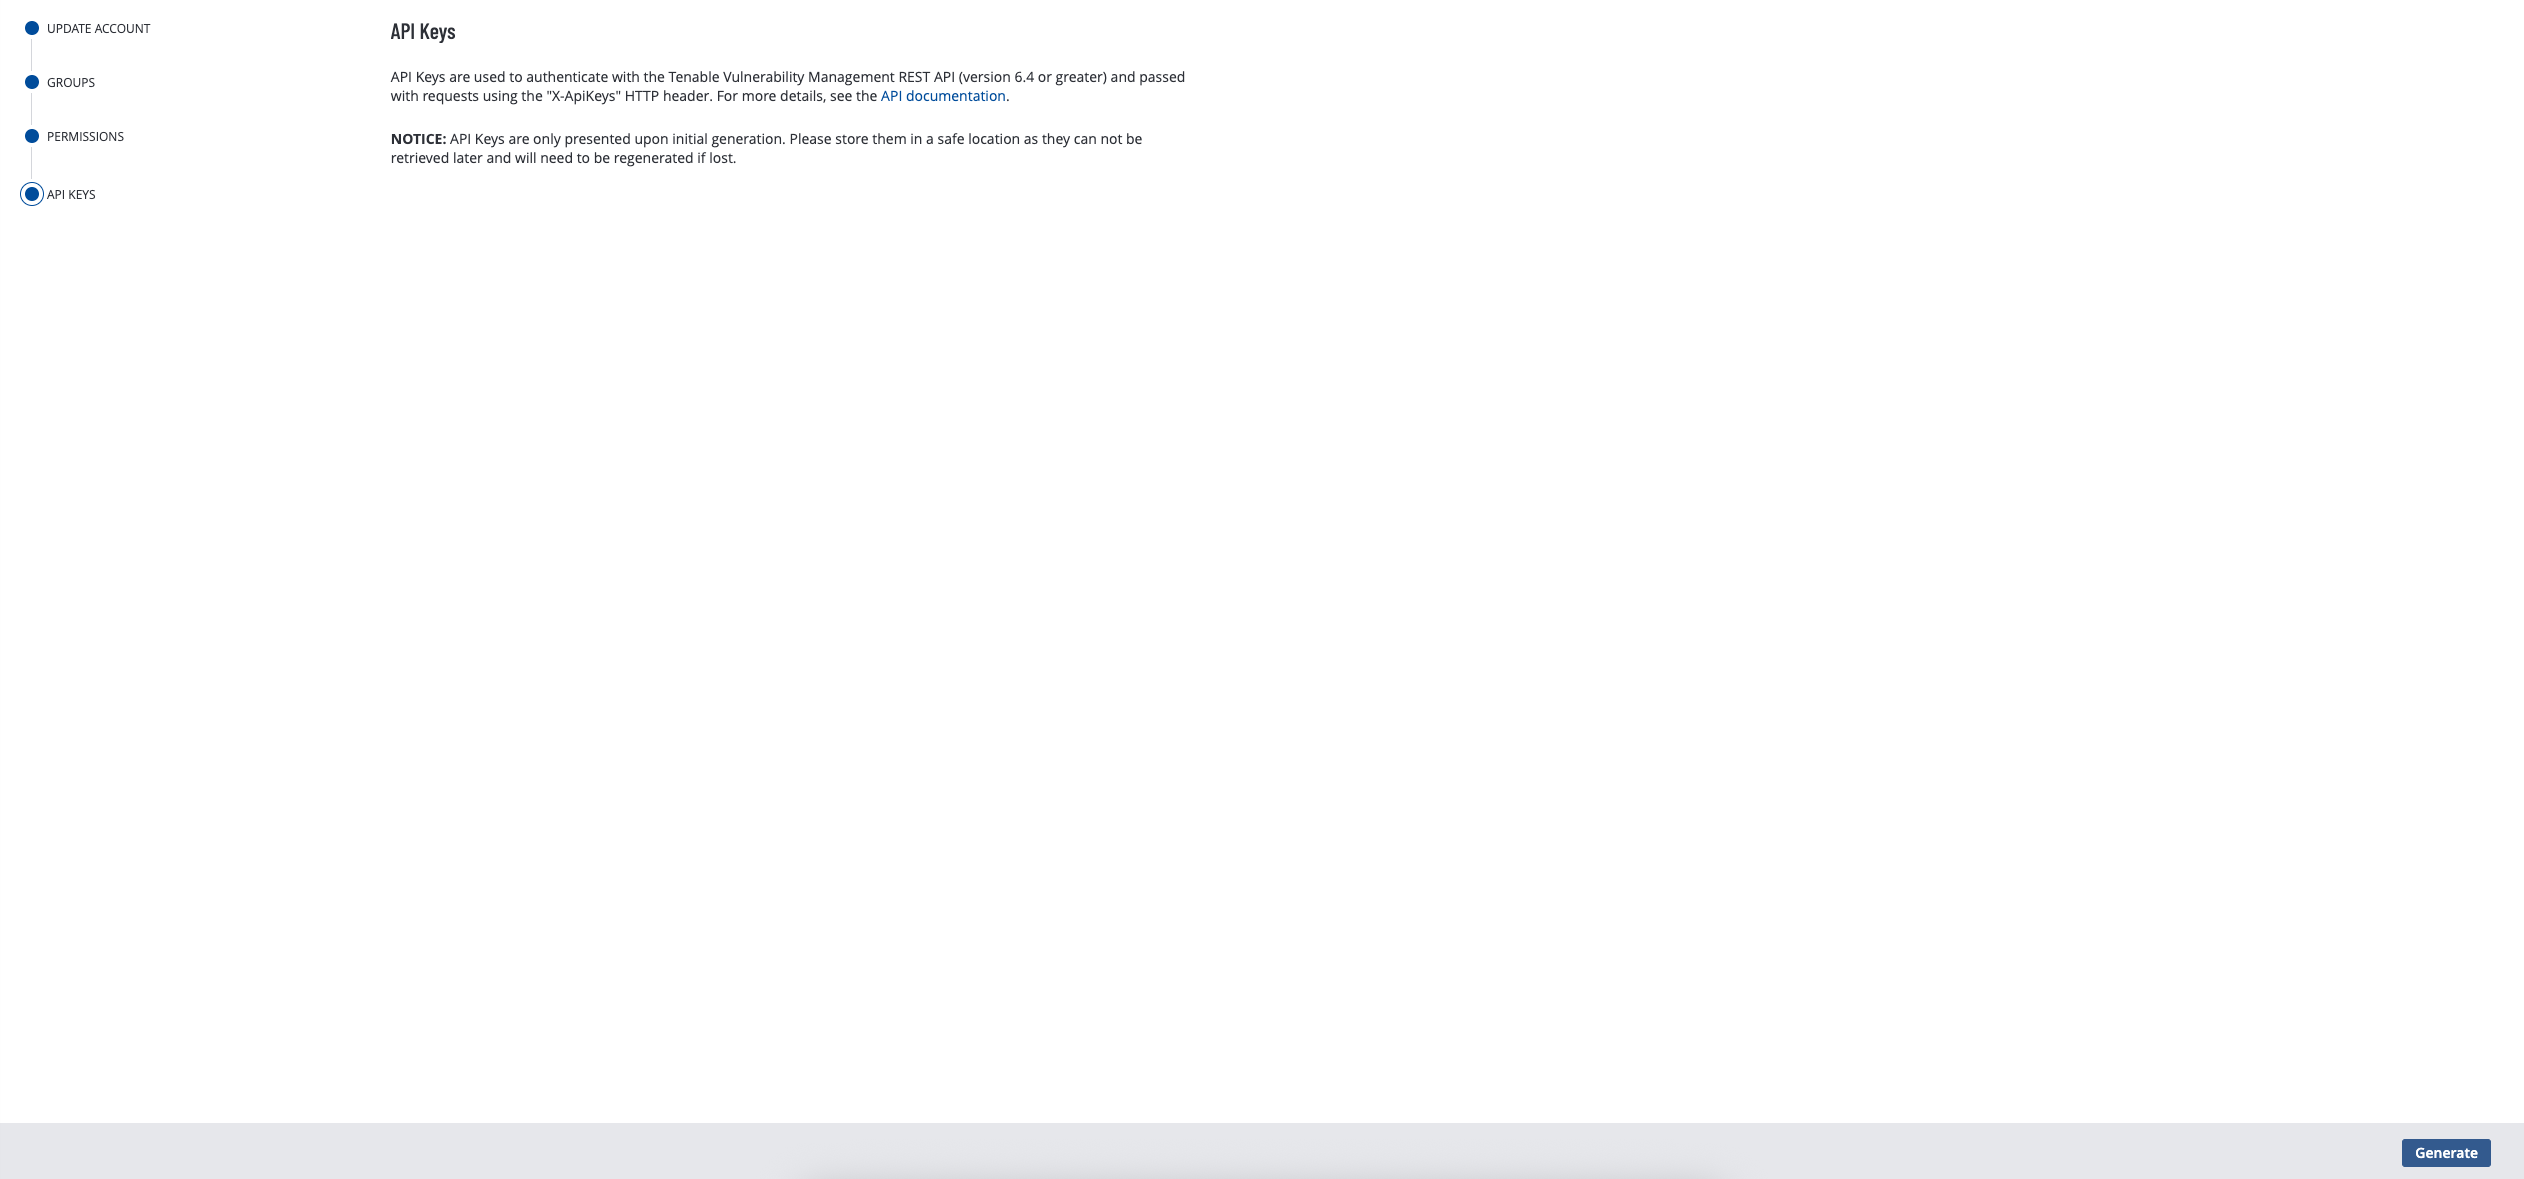 UPDATE ACCOUNT
GROUPS
PERMISSIONS
API KEYS
API Keys
API Keys are used to authenticate with the Tenable Vulnerability Management REST API (version 6.4 or greater) and passed
with requests using the "X-ApiKeys" HTTP header. For more details, see the API documentation.
NOTICE: API Keys are only presented upon initial generation. Please store them in a safe location as they can not be
retrieved later and will need to be regenerated if lost.
Generate